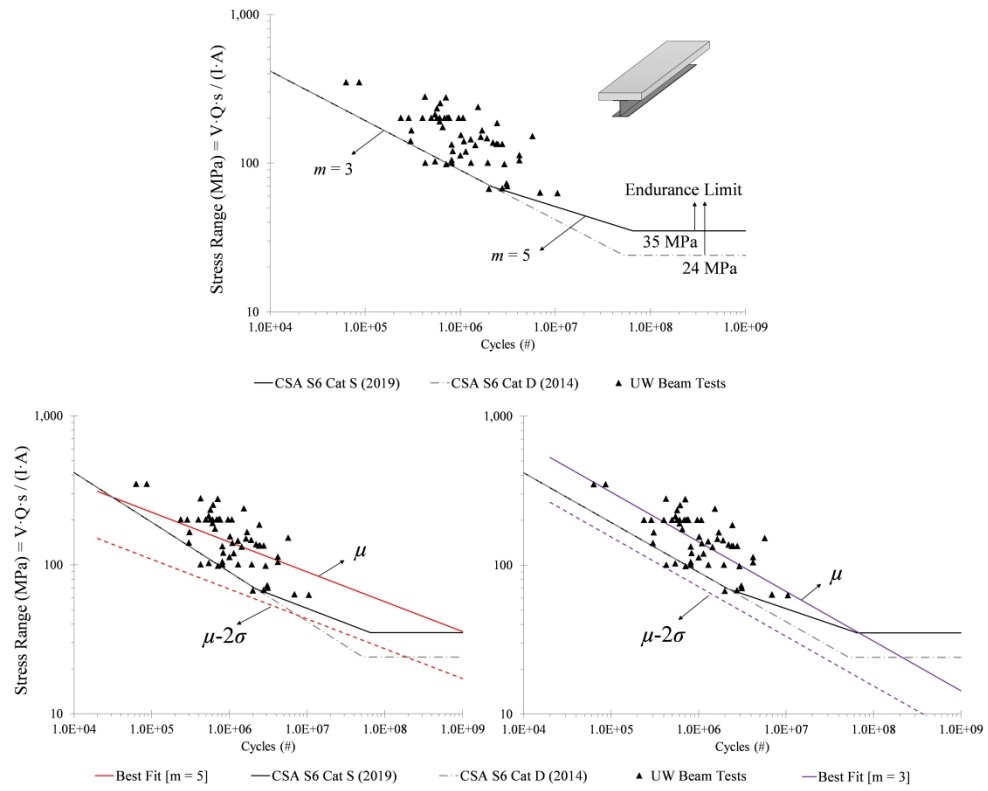 1,000
100
10
Stress Range (MPa) = V·Q·s / (I·A)
m = 3
m = 5
Endurance Limit
35 MPa
24 MPa
1.0E+04 1.0E+05 1.0E+06 1.0E+07 1.0E+08 1.0E+09
Cycles (#)
CSA S6 Cat S (2019) CSA S6 Cat D (2014) UW Beam Tests
1,000
100
10
Stress Range (MPa) = V·Q·s / (I·A)
μ
μ-2σ
1.0E+04 1.0E+05 1.0E+06 1.0E+07 1.0E+08 1.0E+09
Cycles (#)
1,000
100
10
μ
μ-2σ
1.0E+04 1.0E+05 1.0E+06 1.0E+07 1.0E+08 1.0E+09
Cycles (#)
Best Fit [m = 5] CSA S6 Cat S (2019) CSA S6 Cat D (2014) UW Beam Tests Best Fit [m = 3]